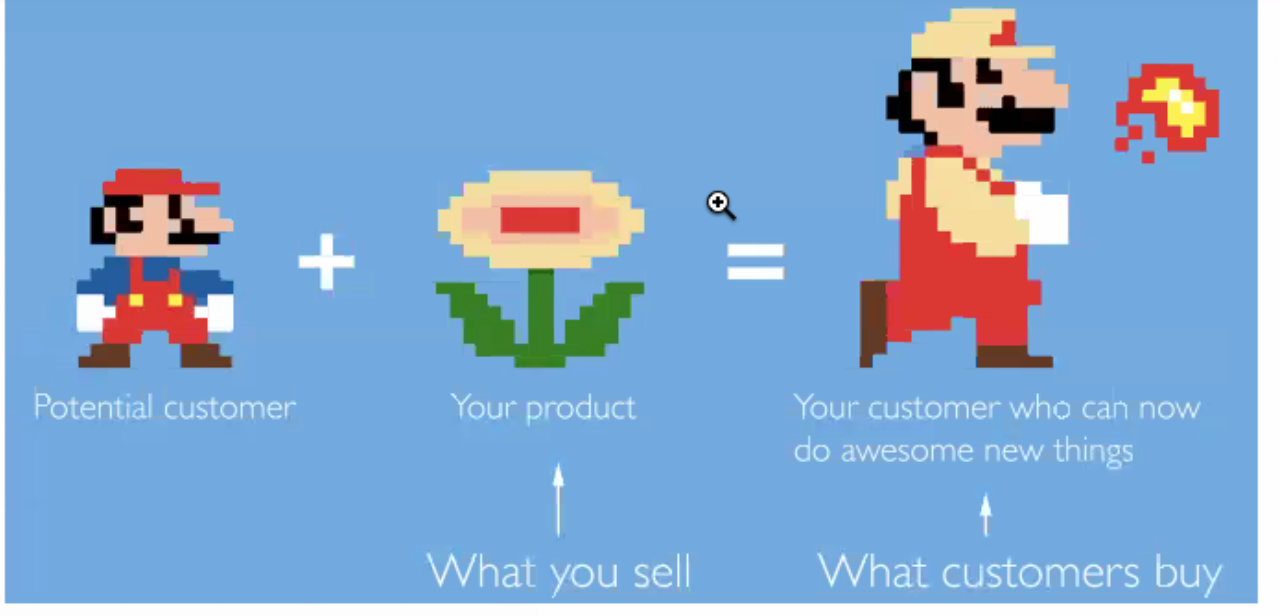 Potential customer
Your product
Your customer who can now
do awesome new things
What you sell
What customers buy